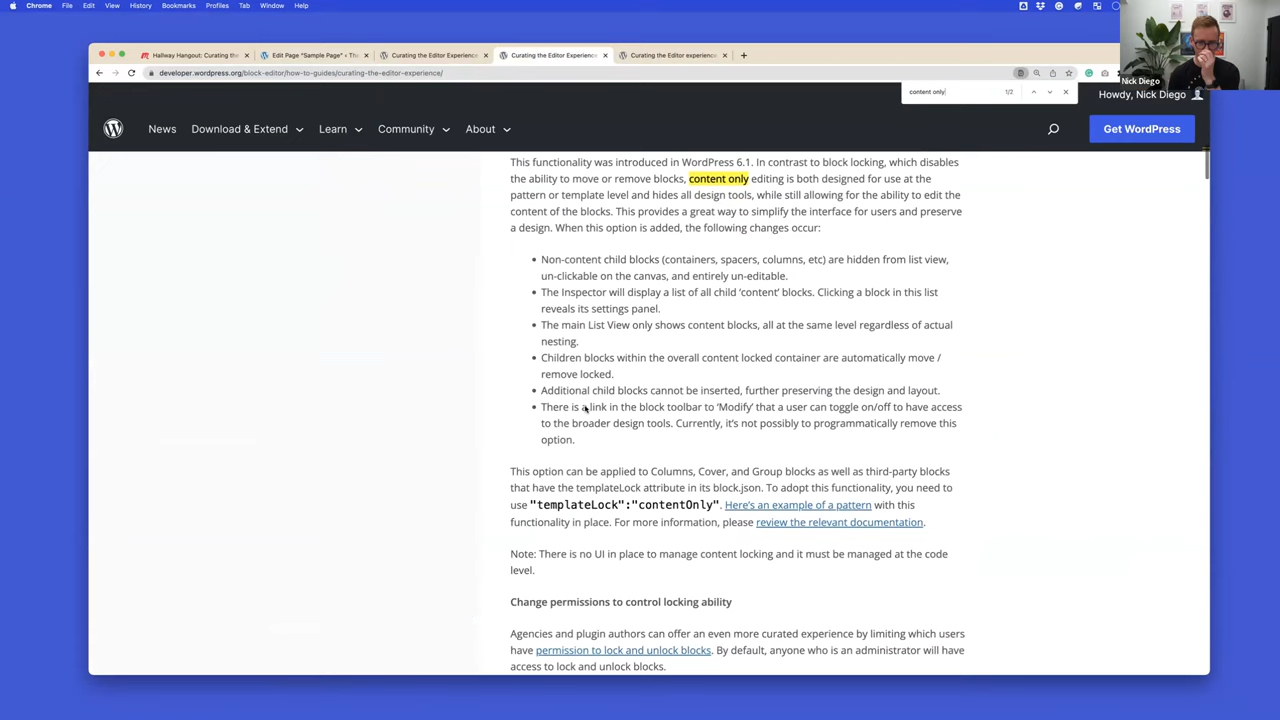 Chrome File Edit View History Bookmarks Profiles Tab Window Help
Hallway Hangout: Curating the
Edit Page "Sample Page" ‹ The
Curating the Editor Experience
Curating the Editor Experience
Curating the Editor experience
developer.wordpress.org/block-editor/how-to-guides/curating-the-editor-experience/
Nick Diego
content only
1/2
Howdy, Nick Diego
News Download & Extend Learn Community About
Get WordPress
This functionality was introduced in WordPress 6.1. In contrast to block locking, which disables
the ability to move or remove blocks, content only editing is both designed for use at the
pattern or template level and hides all design tools, while still allowing for the ability to edit the
content of the blocks. This provides a great way to simplify the interface for users and preserve
a design. When this option is added, the following changes occur:
• Non-content child blocks (containers, spacers, columns, etc) are hidden from list view,
un-clickable on the canvas, and entirely un-editable.
• The Inspector will display a list of all child ‘content’ blocks. Clicking a block in this list
reveals its settings panel.
• The main List View only shows content blocks, all at the same level regardless of actual
nesting.
• Children blocks within the overall content locked container are automatically move /
remove locked.
• Additional child blocks cannot be inserted, further preserving the design and layout.
• There is a link in the block toolbar to ‘Modify’ that a user can toggle on/off to have access
to the broader design tools. Currently, it’s not possibly to programmatically remove this
option.
This option can be applied to Columns, Cover, and Group blocks as well as third-party blocks
that have the templateLock attribute in its block.json. To adopt this functionality, you need to
use "templateLock":"contentOnly". Here’s an example of a pattern with this
functionality in place. For more information, please review the relevant documentation.
Note: There is no UI in place to manage content locking and it must be managed at the code
level.
Change permissions to control locking ability
Agencies and plugin authors can offer an even more curated experience by limiting which users
have permission to lock and unlock blocks. By default, anyone who is an administrator will have
access to lock and unlock blocks.